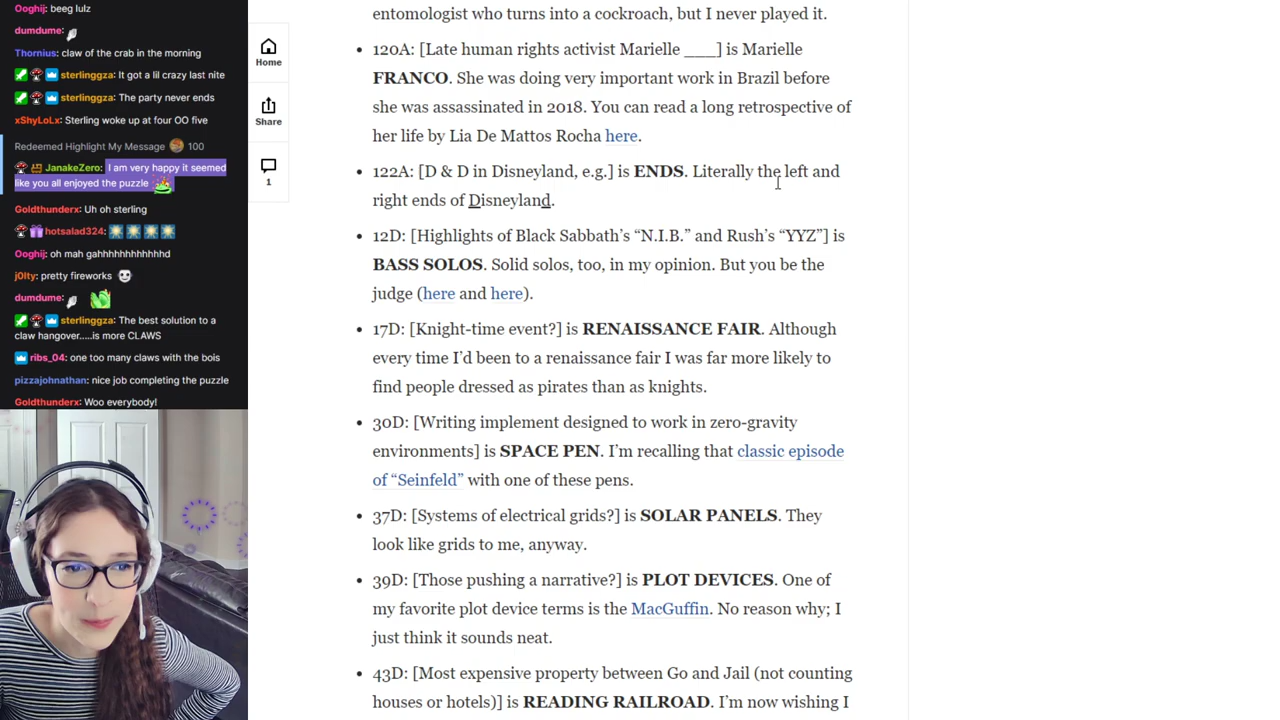 Ooghij: beeg lulz
dumdume:
Thornius: claw of the crab in the morning
sterlinggza: It got a lil crazy last nite
sterlinggza: The party never ends
xShyLoLx: Sterling woke up at four OO five
Redeemed Highlight My Message 100
JanakeZero: I am very happy it seemed
like you all enjoyed the puzzle
Goldthunderx: Uh oh sterling
hotsalad324:
Ooghij: oh mah gahhhhhhhhhhhd
j0lty: pretty fireworks
dumdume:
sterlinggza: The best solution to a
claw hangover.....is more CLAWS
ribs_04: one too many claws with the bois
pizzajohnathan: nice job completing the puzzle
Goldthunderx: Woo everybody!
Home
Share
1
entomologist who turns into a cockroach, but I never played it.
• 120A: [Late human rights activist Marielle ___] is Marielle
FRANCO. She was doing very important work in Brazil before
she was assassinated in 2018. You can read a long retrospective of
her life by Lia De Mattos Rocha here.
• 122A: [D & D in Disneyland, e.g.] is ENDS. Literally the left and
right ends of Disneyland.
• 12D: [Highlights of Black Sabbath’s “N.I.B.” and Rush’s “YYZ”] is
BASS SOLOS. Solid solos, too, in my opinion. But you be the
judge (here and here).
• 17D: [Knight-time event?] is RENAISSANCE FAIR. Although
every time I’d been to a renaissance fair I was far more likely to
find people dressed as pirates than as knights.
• 30D: [Writing implement designed to work in zero-gravity
environments] is SPACE PEN. I’m recalling that classic episode
of “Seinfeld” with one of these pens.
• 37D: [Systems of electrical grids?] is SOLAR PANELS. They
look like grids to me, anyway.
• 39D: [Those pushing a narrative?] is PLOT DEVICES. One of
my favorite plot device terms is the MacGuffin. No reason why; I
just think it sounds neat.
• 43D: [Most expensive property between Go and Jail (not counting
houses or hotels)] is READING RAILROAD. I’m now wishing I